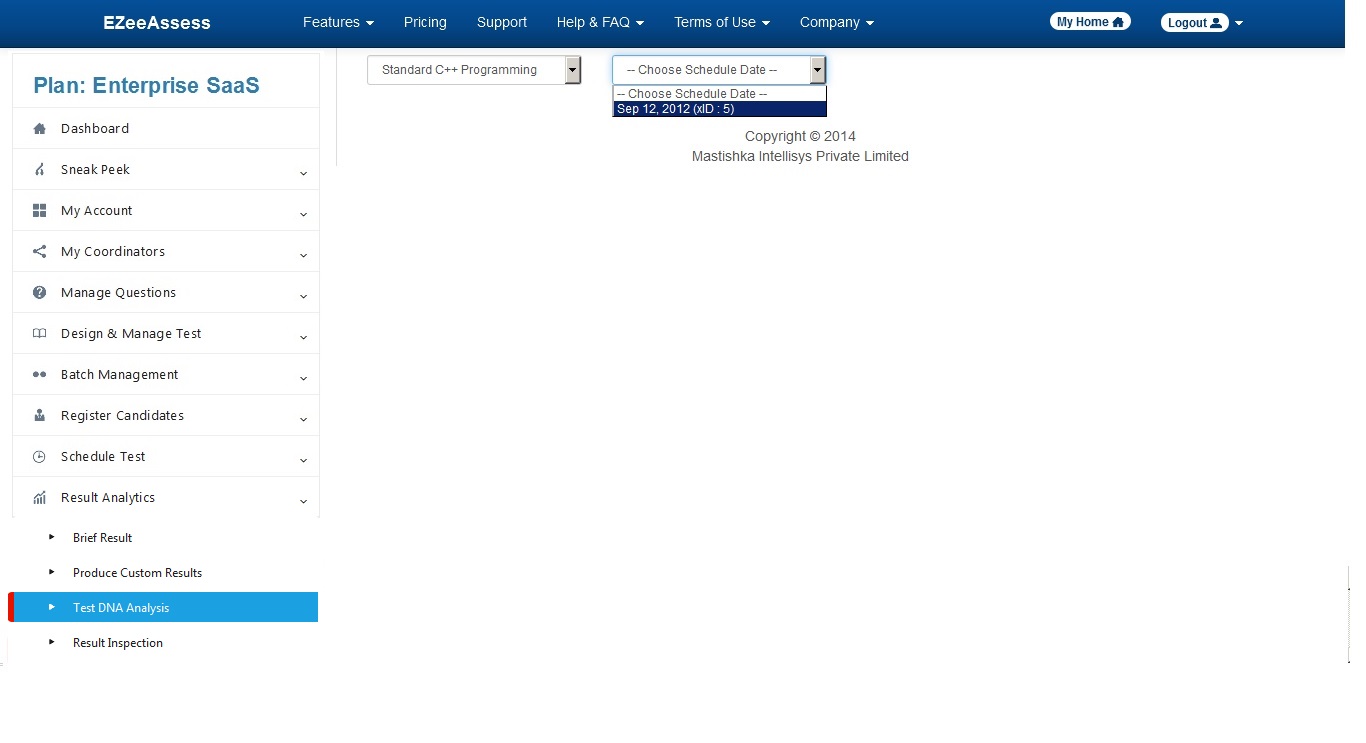 EZeeAssess
Features
Pricing
Support
Help & FAQ
Terms of Use
Company
My Home
Logout
Plan: Enterprise SaaS
Dashboard
Sneak Peek
My Account
My Coordinators
Manage Questions
Design & Manage Test
Batch Management
Register Candidates
Schedule Test
Result Analytics
Brief Result
Produce Custom Results
Test DNA Analysis
Result Inspection
Standard C++ Programming
-- Choose Schedule Date --
-- Choose Schedule Date --
Sep 12, 2012 (xID : 5)
Copyright © 2014
Mastishka Intellisys Private Limited